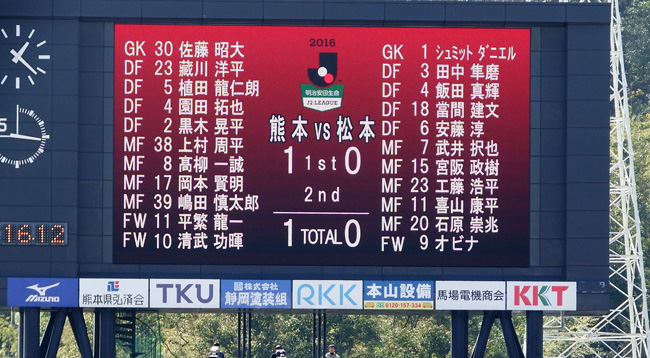 GK 30 佐藤 昭大
DF 23 藏川 洋平
DF 5 植田 龍仁朗
DF 4 園田 拓也
DF 2 黒木 晃平
MF 38 上村 周平
MF 8 髙柳 一誠
MF 17 岡本 賢明
MF 39 嶋田 慎太郎
FW 11 平繁 龍一
FW 10 清武 功暉
2016
明治安田生命
J2 LEAGUE
熊本 VS 松本
1 1st 0
2nd
1 TOTAL 0
GK 1 シュミット ダニエル
DF 3 田中 隼磨
DF 4 飯田 真輝
DF 18 當間 建文
DF 6 安藤 淳
MF 7 武井 択也
MF 15 宮阪 政樹
MF 23 工藤 浩平
MF 11 喜山 康平
MF 20 石原 崇兆
FW 9 オビナ
16.12
MIZUNO
熊本県弘済会
TKU
株式会社
静岡塗装組
RKK
本山設備
0120-157-334
馬場電機商会
KKT